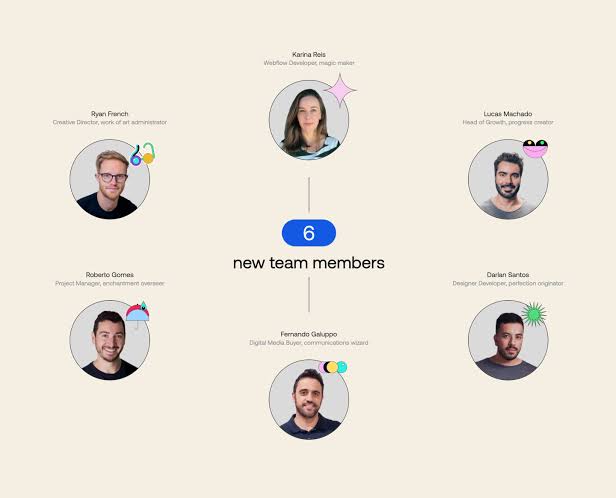 Karina Reis
Webflow Developer, magic maker
Ryan French
Creative Director, work of art administrator
Lucas Machado
Head of Growth, progress creator
6
new team members
Roberto Gomes
Project Manager, enchantment overseer
Darlan Santos
Designer Developer, perfection originator
Fernando Galuppo
Digital Media Buyer, communications wizard